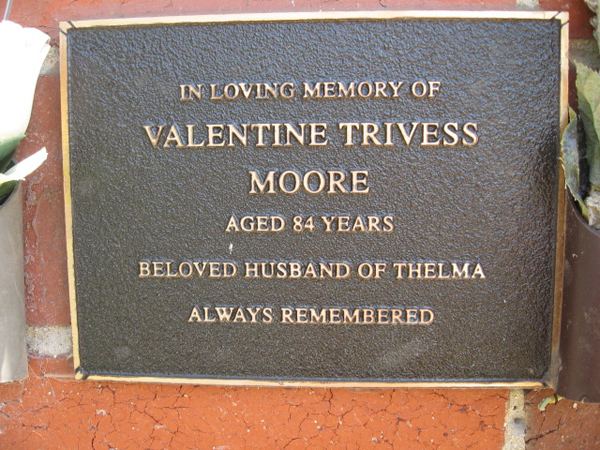 IN LOVING MEMORY OF
VALENTINE TRIVESS
MOORE
AGED 84 YEARS
BELOVED HUSBAND OF THELMA
ALWAYS REMEMBERED